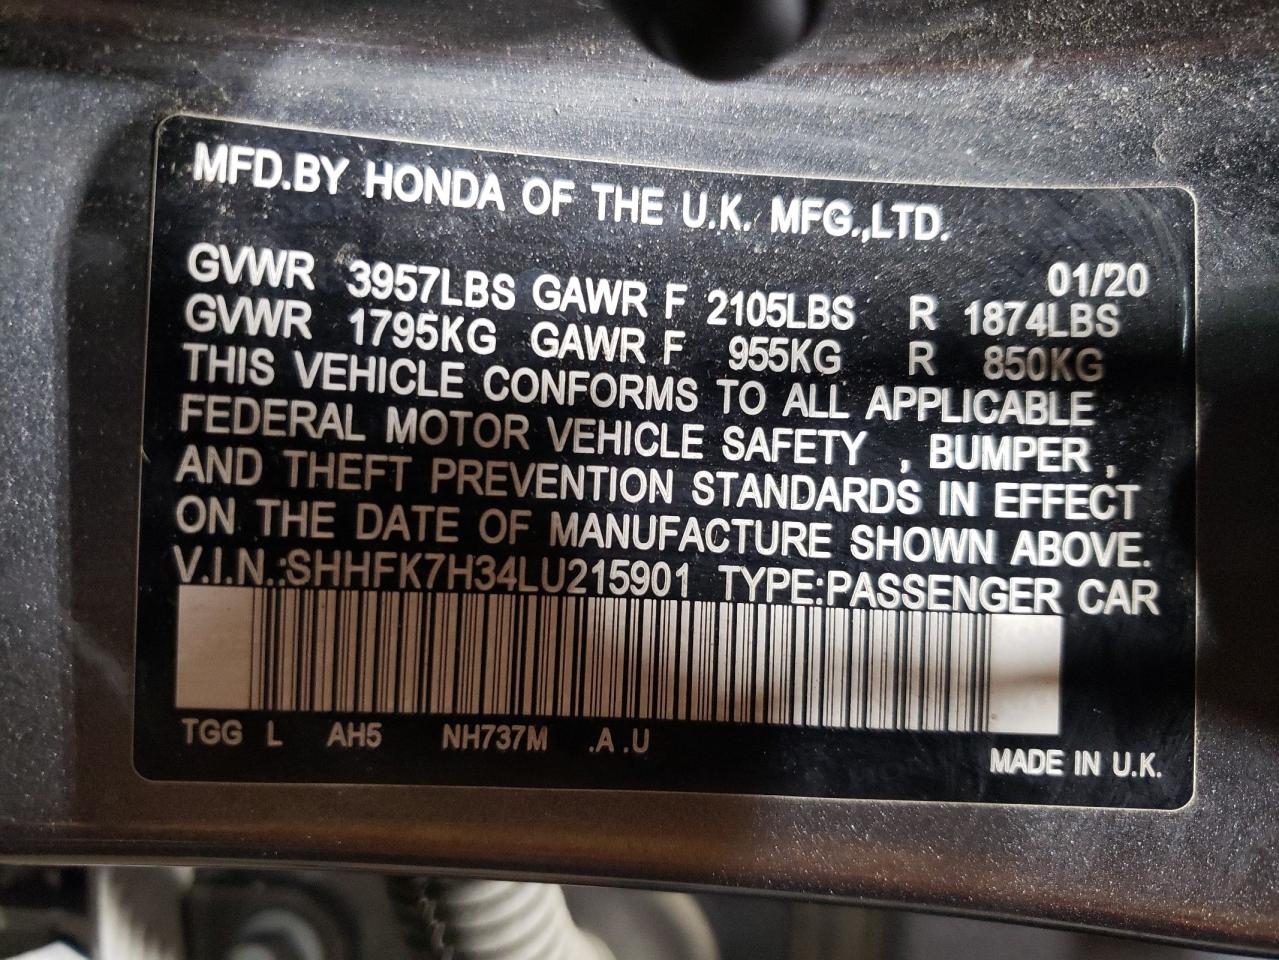 MFD.BY HONDA OF THE U.K. MFG.,LTD.
01/20
GVWR 3957LBS GAWR F 2105LBS R 1874LBS
GVWR 1795KG GAWR F 955KG R 850KG
THIS VEHICLE CONFORMS TO ALL APPLICABLE
FEDERAL MOTOR VEHICLE SAFETY , BUMPER ,
AND THEFT PREVENTION STANDARDS IN EFFECT
ON THE DATE OF MANUFACTURE SHOWN ABOVE.
V.I.N.:SHHFK7H34LU215901 TYPE:PASSENGER CAR
TGG L AH5 NH737M .A .U
MADE IN U.K.